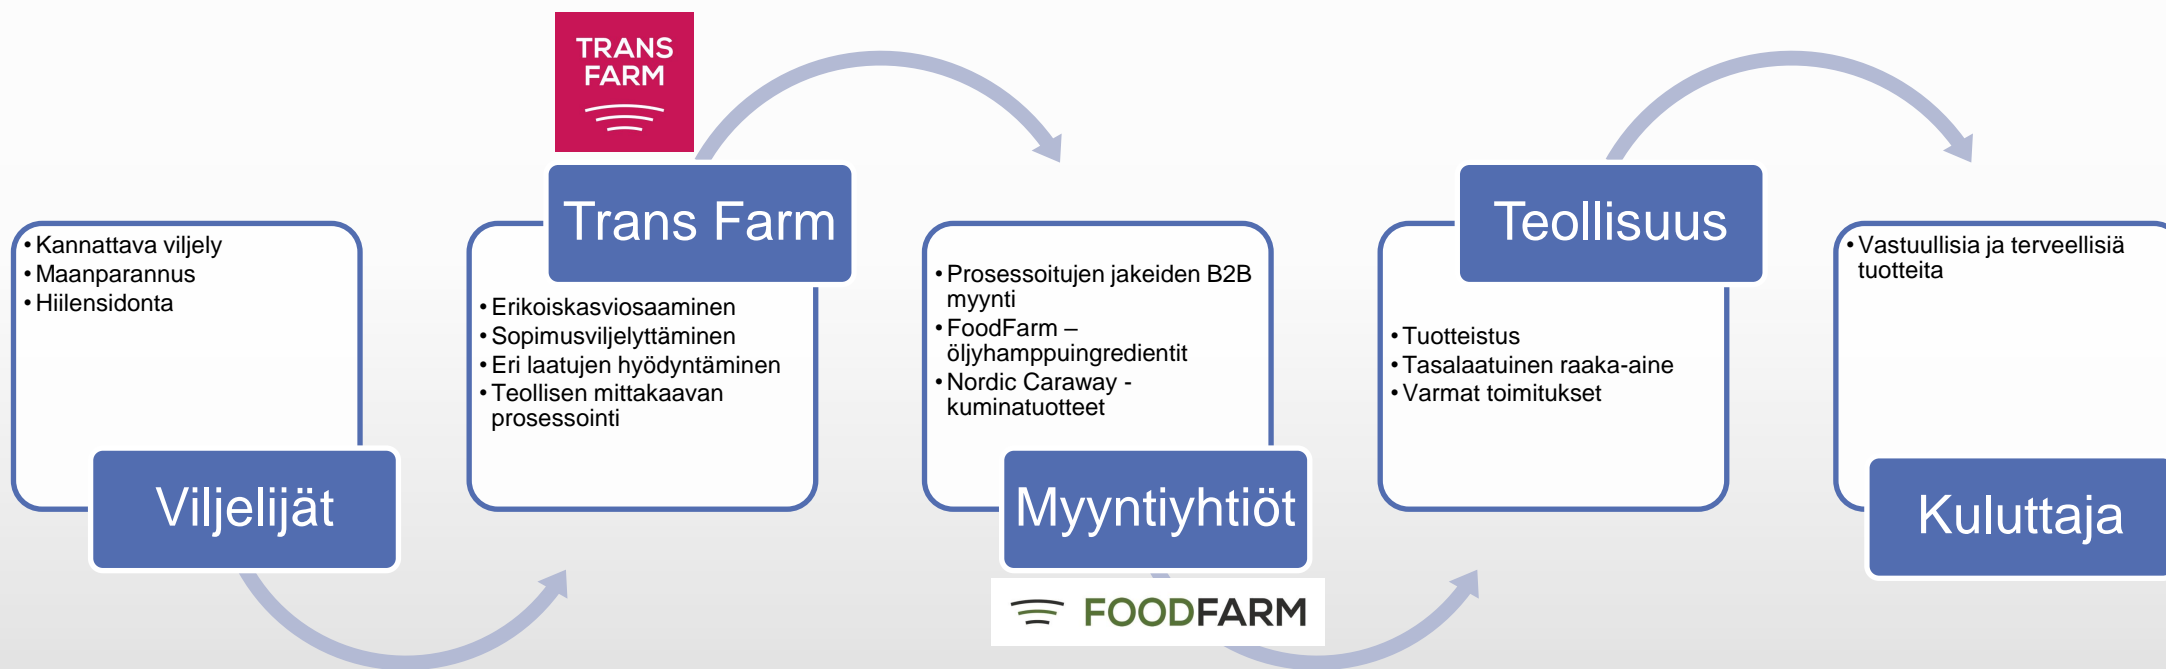 • Kannattava viljely
• Maanparannus
• Hiilensidonta
Viljelijät
TRANS
FARM
Trans Farm
• Erikoiskasviosaaminen
• Sopimusviljelyttäminen
• Eri laatujen hyödyntäminen
• Teollisen mittakaavan
prosessointi
• Prosessoitujen jakeiden B2B
myynti
• FoodFarm –
öljyhamppuingredientit
• Nordic Caraway -
kuminatuotteet
Myyntiyhtiöt
FOODFARM
Teollisuus
• Tuotteistus
• Tasalaatuinen raaka-aine
• Varmat toimitukset
• Vastuullisia ja terveellisiä
tuotteita
Kuluttaja